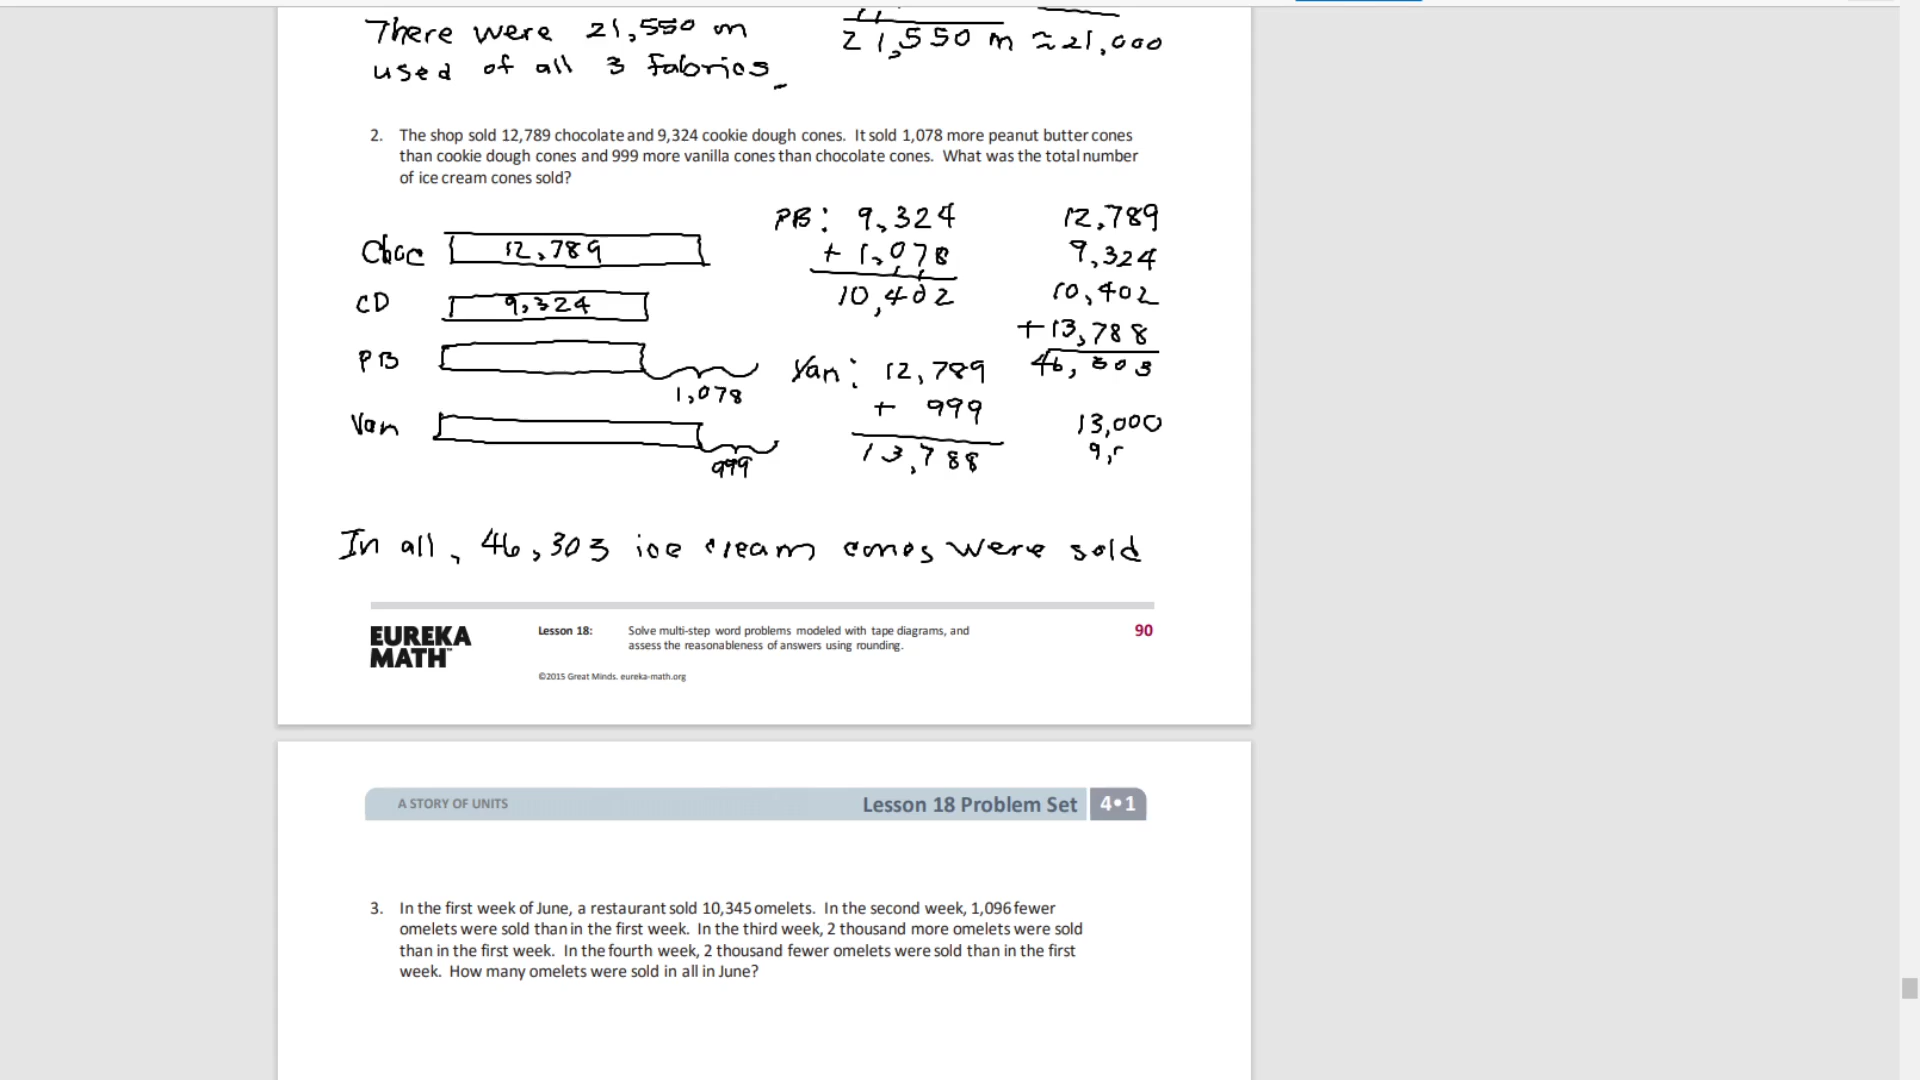 There were 21,550 m
used of all 3 fabrics.
21,550 m ≈ 21,000
2. The shop sold 12,789 chocolate and 9,324 cookie dough cones. It sold 1,078 more peanut butter cones
than cookie dough cones and 999 more vanilla cones than chocolate cones. What was the total number
of ice cream cones sold?
Choc 12,789
CD 9,324
PB
1,078
Van
999
PB: 9,324
+ 1,078
10,402
Van: 12,789
+ 999
13,788
12,789
9,324
10,402
+13,788
46,303
13,000
9,
In all, 46,303 ice cream cones were sold
EUREKA
MATH™
Lesson 18: Solve multi-step word problems modeled with tape diagrams, and
assess the reasonableness of answers using rounding.
90
©2015 Great Minds. eureka-math.org
A STORY OF UNITS
Lesson 18 Problem Set 4•1
3. In the first week of June, a restaurant sold 10,345 omelets. In the second week, 1,096 fewer
omelets were sold than in the first week. In the third week, 2 thousand more omelets were sold
than in the first week. In the fourth week, 2 thousand fewer omelets were sold than in the first
week. How many omelets were sold in all in June?